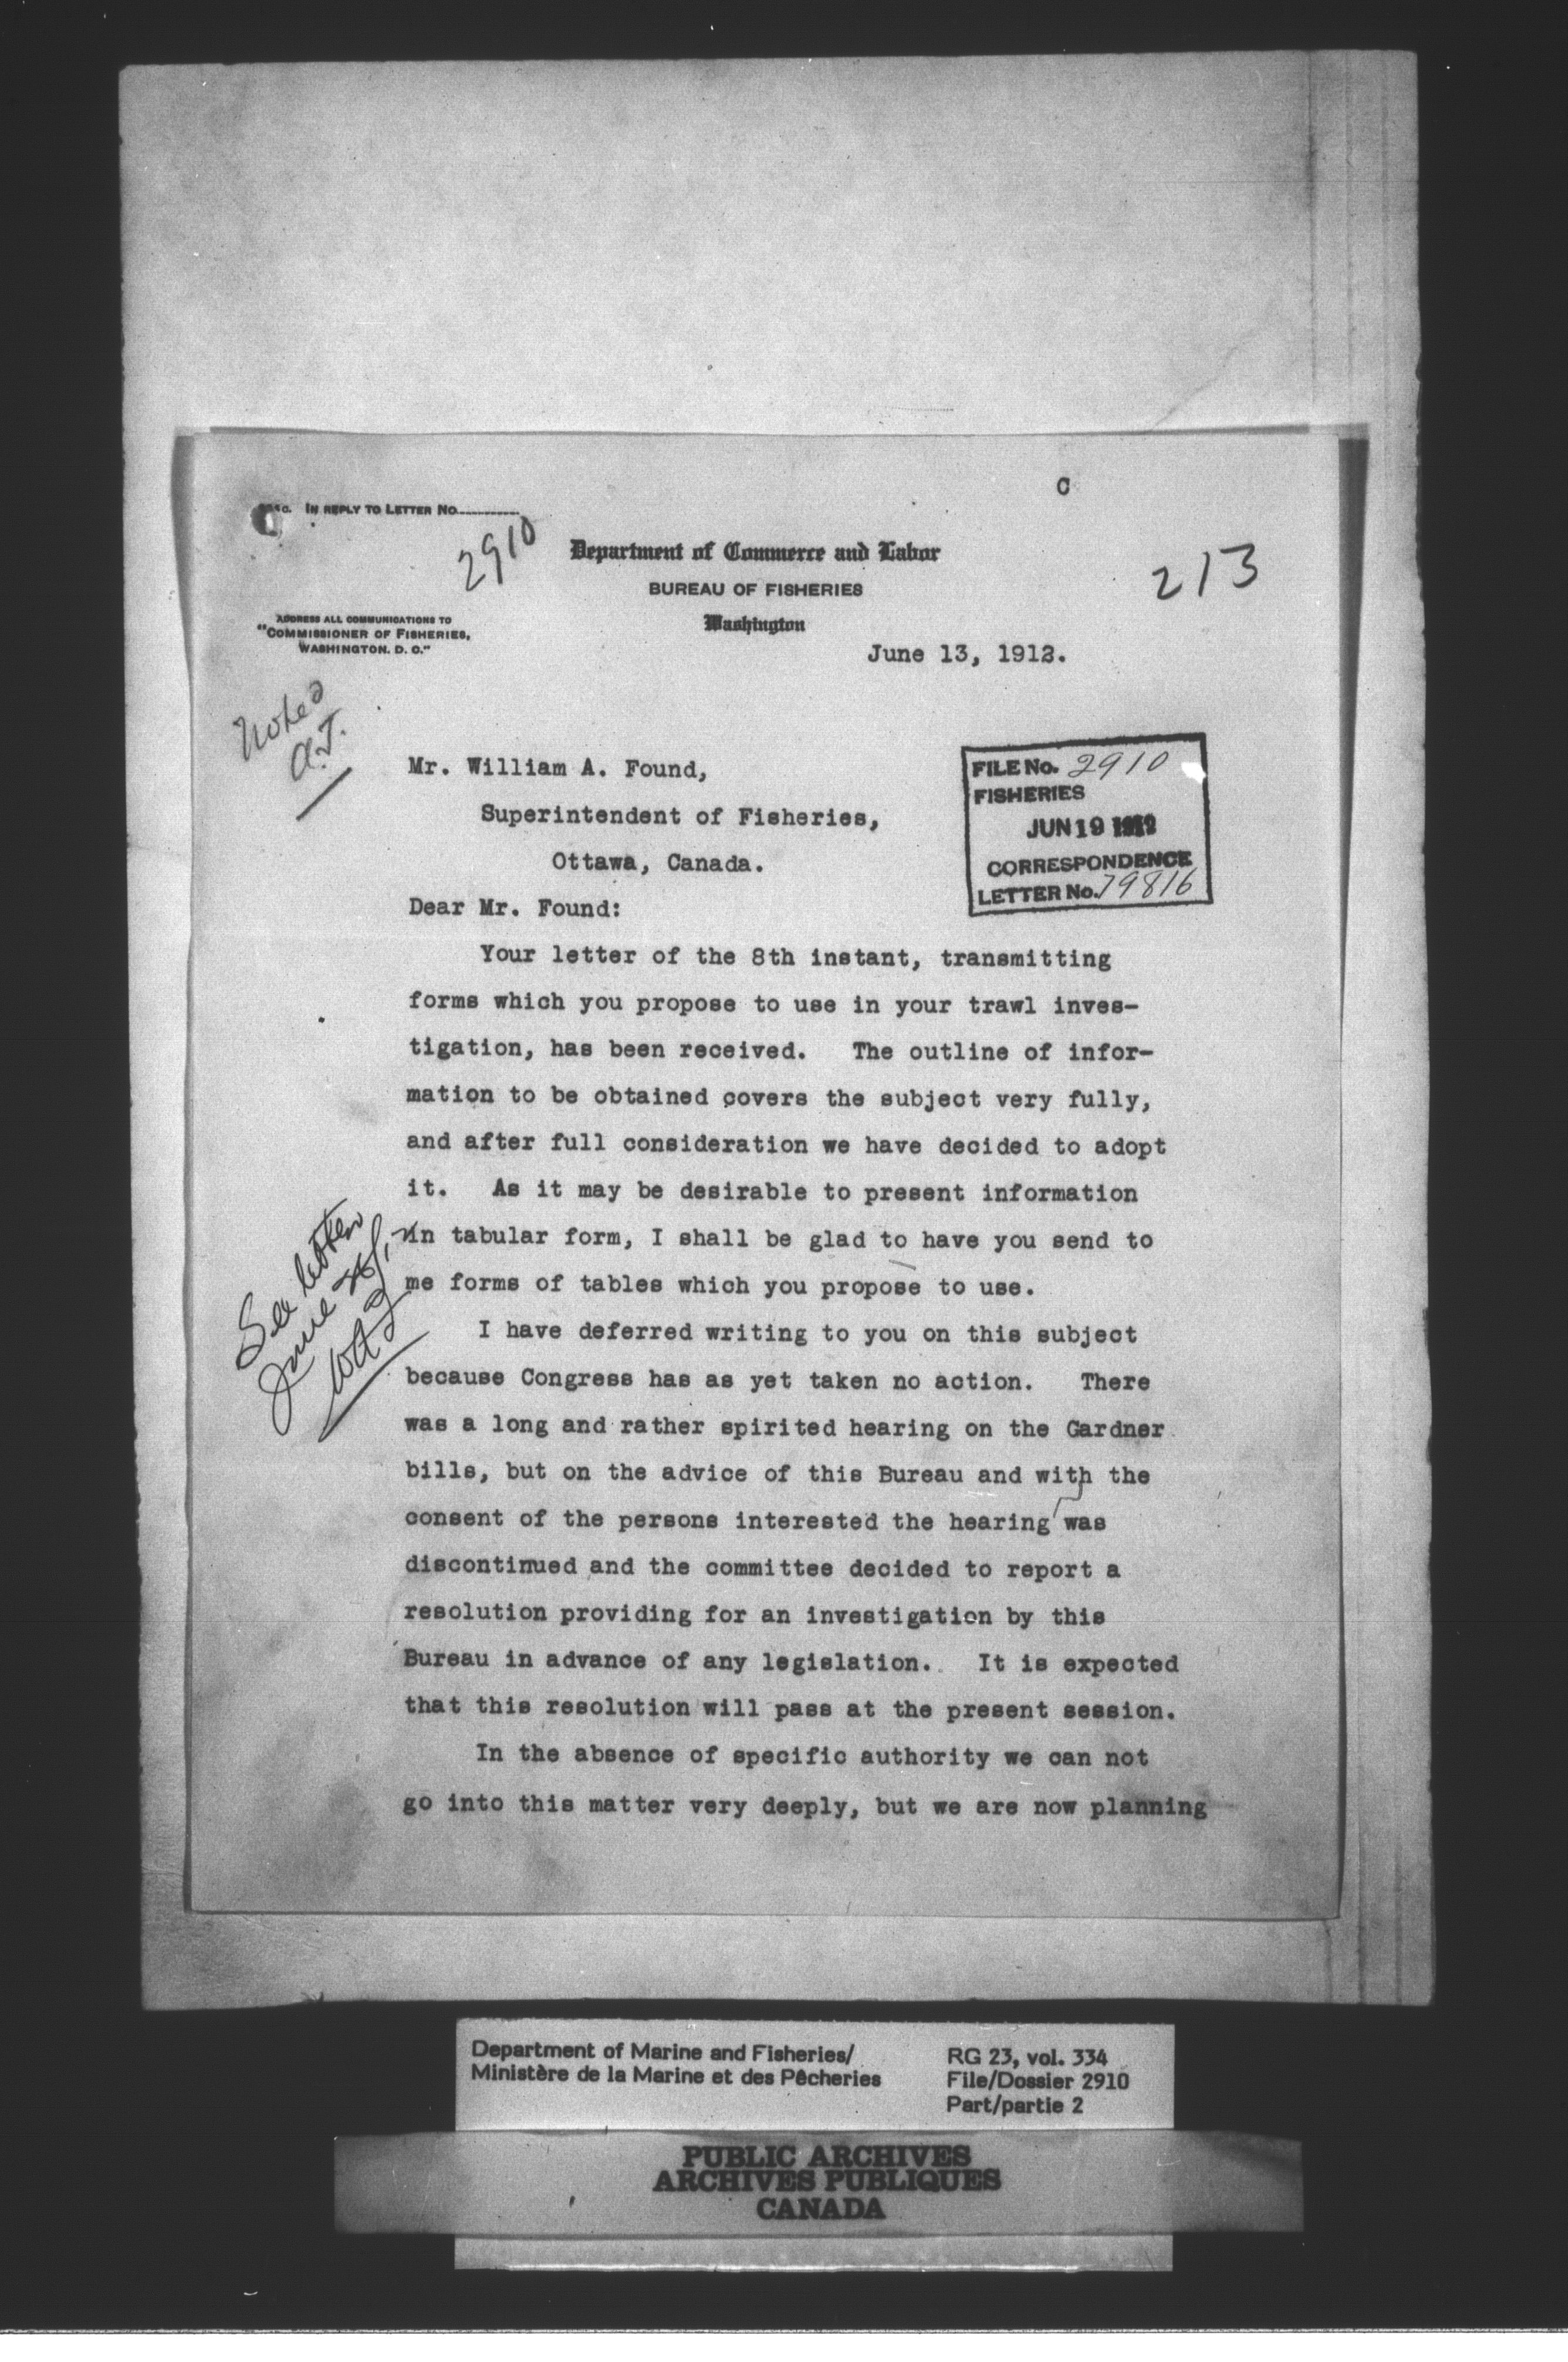 C
IN REPLY TO LETTER No.
2910
Department of Commerce and Labor
BUREAU OF FISHERIES
Washington
213
ADDRESS ALL COMMUNICATIONS TO
"COMMISSIONER OF FISHERIES,
WASHINGTON, D. C."
June 13, 1912.
Noted
A.J.
Mr. William A. Found,
Superintendent of Fisheries,
Ottawa, Canada.
FILE No. 2910
FISHERIES
JUN 19 1912
CORRESPONDENCE
LETTER No. 79816
Dear Mr. Found:
Your letter of the 8th instant, transmitting
forms which you propose to use in your trawl inves-
tigation, has been received. The outline of infor-
mation to be obtained covers the subject very fully,
and after full consideration we have decided to adopt
it. As it may be desirable to present information
in tabular form, I shall be glad to have you send to
me forms of tables which you propose to use.
See letter
June
I have deferred writing to you on this subject
because Congress has as yet taken no action. There
was a long and rather spirited hearing on the Gardner
bills, but on the advice of this Bureau and with the
consent of the persons interested the hearing was
discontinued and the committee decided to report a
resolution providing for an investigation by this
Bureau in advance of any legislation. It is expected
that this resolution will pass at the present session.
In the absence of specific authority we can not
go into this matter very deeply, but we are now planning
Department of Marine and Fisheries/
Ministère de la Marine et des Pêcheries
RG 23, vol. 334
File/Dossier 2910
Part/partie 2
PUBLIC ARCHIVES
ARCHIVES PUBLIQUES
CANADA